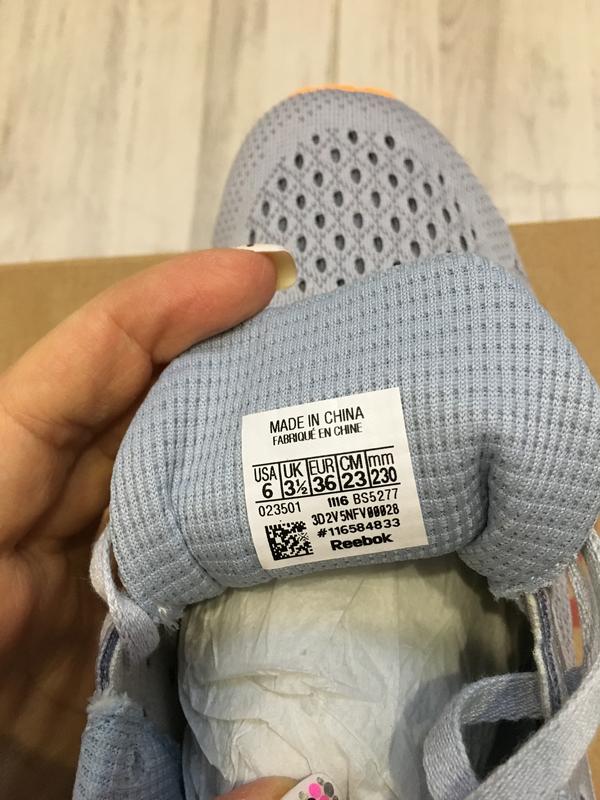 MADE IN CHINA
FABRIQUÉ EN CHINE
USA UK EUR CM mm
6 3½ 36 23 230
023501 1116 BS5277
3D2V5NFV00028
#116584833
Reebok